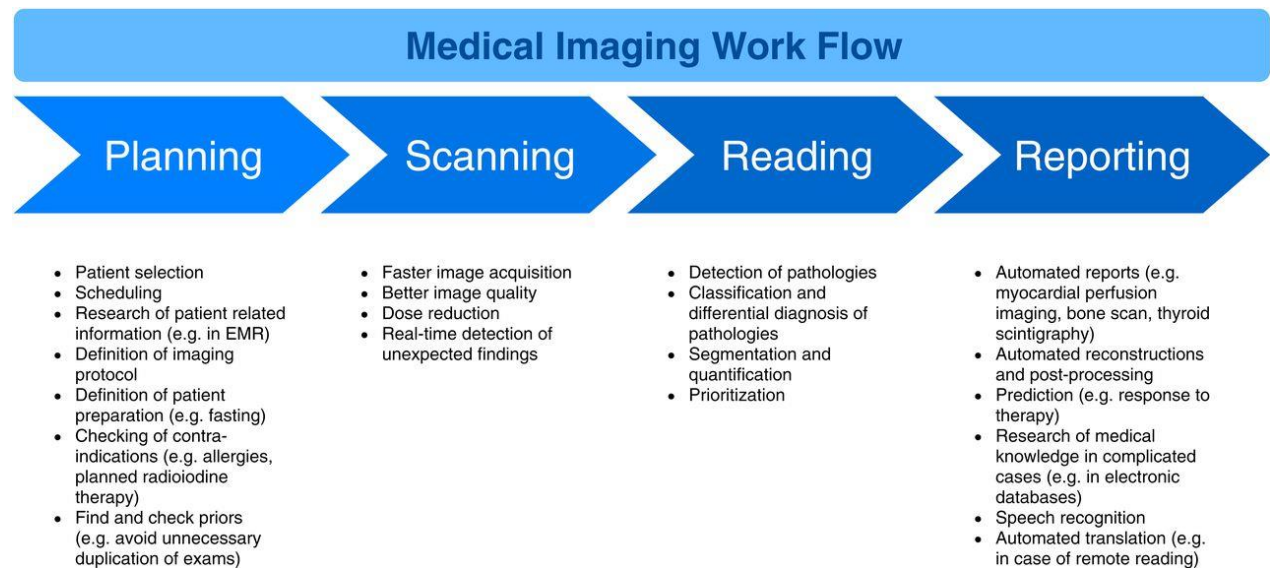 Medical Imaging Work Flow
Planning
Scanning
Reading
Reporting
• Patient selection
• Scheduling
• Research of patient related
information (e.g. in EMR)
• Definition of imaging
protocol
• Definition of patient
preparation (e.g. fasting)
• Checking of contra-
indications (e.g. allergies,
planned radioiodine
therapy)
• Find and check priors
(e.g. avoid unnecessary
duplication of exams)
• Faster image acquisition
• Better image quality
• Dose reduction
• Real-time detection of
unexpected findings
• Detection of pathologies
• Classification and
differential diagnosis of
pathologies
• Segmentation and
quantification
• Prioritization
• Automated reports (e.g.
myocardial perfusion
imaging, bone scan, thyroid
scintigraphy)
• Automated reconstructions
and post-processing
• Prediction (e.g. response to
therapy)
• Research of medical
knowledge in complicated
cases (e.g. in electronic
databases)
• Speech recognition
• Automated translation (e.g.
in case of remote reading)